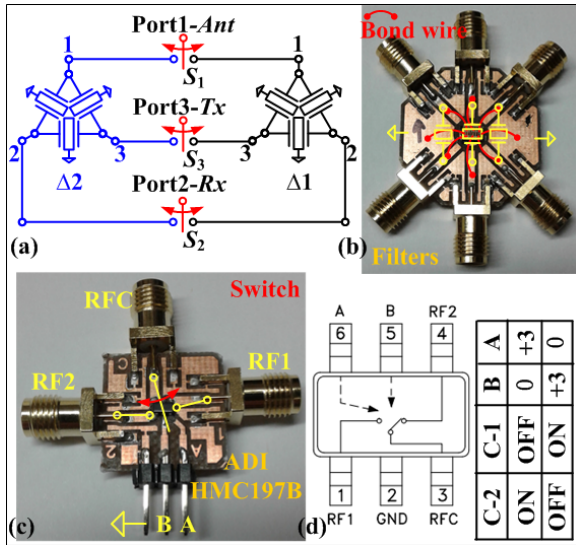 Port1-Ant
1
1
S1
Port3-Tx
2
3
S3
3
2
Δ2
Port2-Rx
Δ1
S2
(a)
Bond wire
(b)
Filters
Switch
RFC
RF2
RF1
C
2
A
ADI
HMC197B
B A
(c)
A B RF2
6 5 4
1 2 3
RF1 GND RFC
(d)
A +3 0
B 0 +3
C-1 OFF ON
C-2 ON OFF